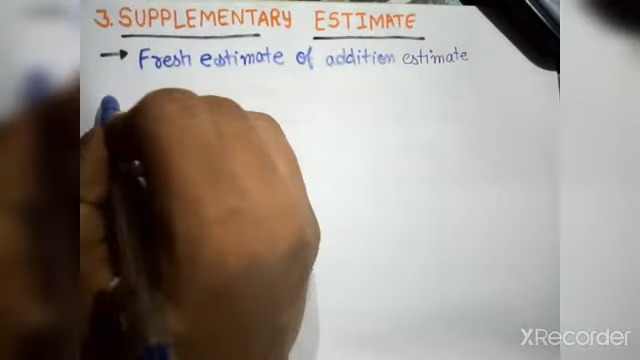 3. SUPPLEMENTARY ESTIMATE
→ Fresh estimate of addition estimate
XRecorder